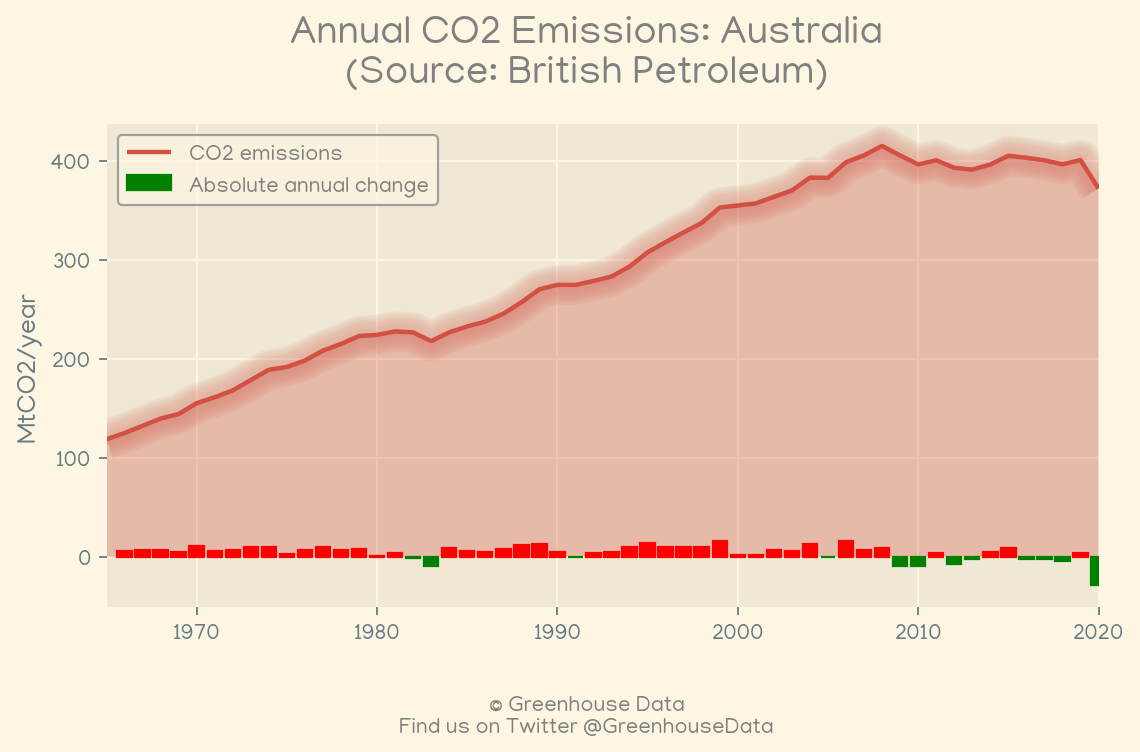 Annual CO2 Emissions: Australia
(Source: British Petroleum)
CO2 emissions
Absolute annual change
MtCO2/year
400
300
200
100
0
1970
1980
1990
2000
2010
2020
© Greenhouse Data
Find us on Twitter @GreenhouseData